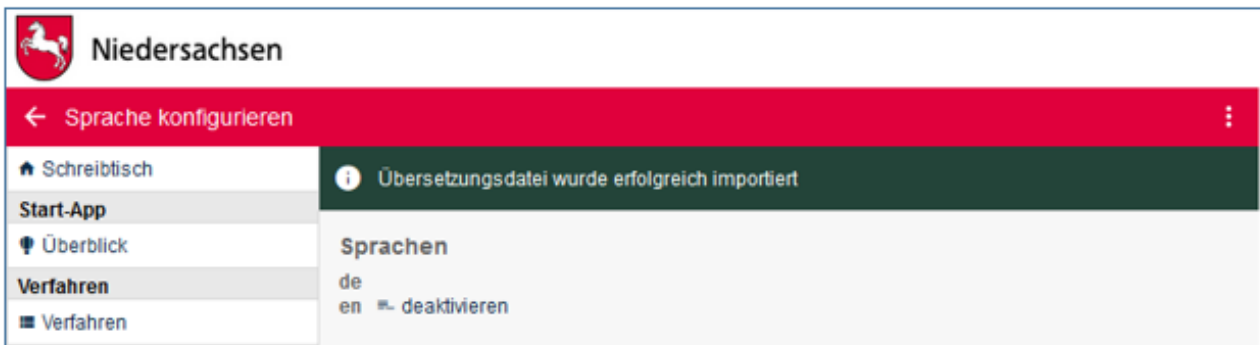 Niedersachsen
Sprache konfigurieren
Schreibtisch
Start-App
Überblick
Verfahren
Verfahren
Übersetzungsdatei wurde erfolgreich importiert
Sprachen
de
en deaktivieren